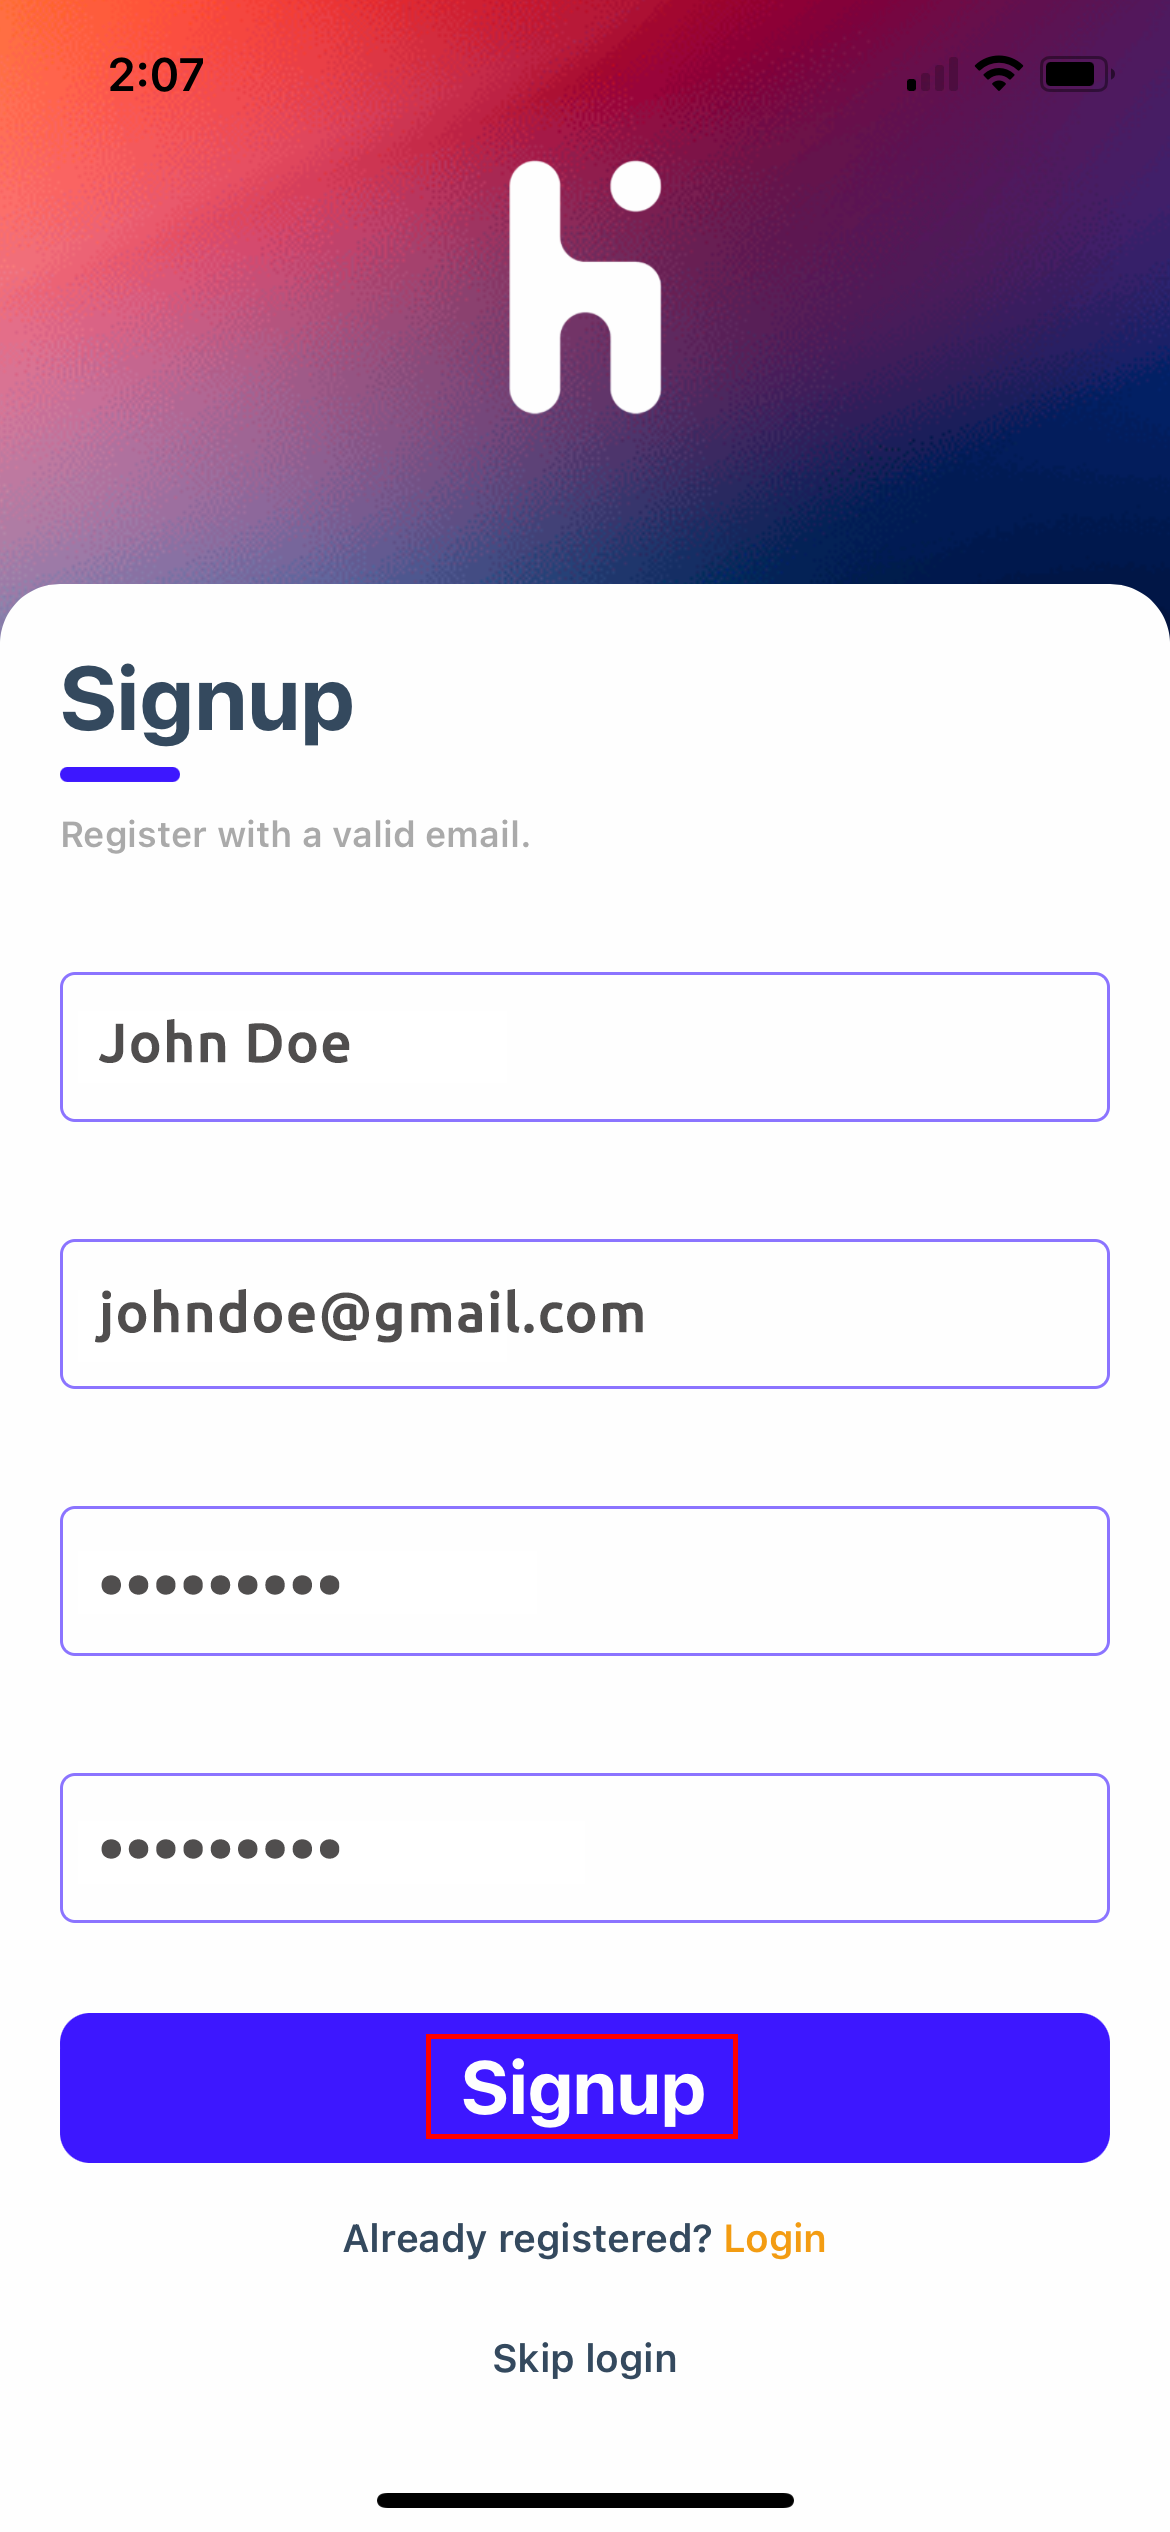 2:07
hi
Signup
Register with a valid email.
John Doe
johndoe@gmail.com
•••••••••
•••••••••
Signup
Already registered? Login
Skip login